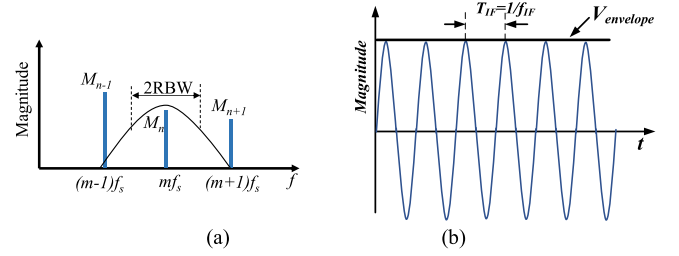 Magnitude
M_{n-1}
2RBW
M_n
M_{n+1}
(m-1)f_s
mf_s
(m+1)f_s
f
(a)
T_{IF}=1/f_{IF}
V_{envelope}
Magnitude
t
(b)